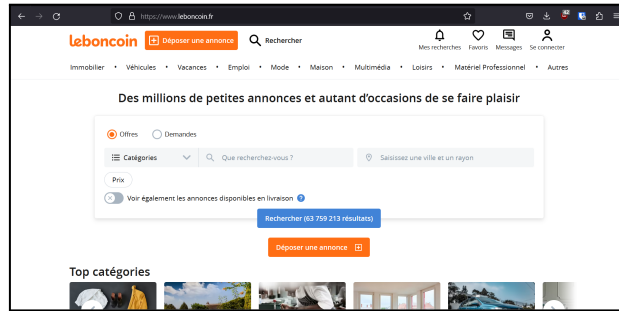 https://www.leboncoin.fr
leboncoin
Déposer une annonce
Rechercher
Mes recherches
Favoris
Messages
Se connecter
Immobilier • Véhicules • Vacances • Emploi • Mode • Maison • Multimédia • Loisirs • Matériel Professionnel • Autres
Des millions de petites annonces et autant d'occasions de se faire plaisir
Offres
Demandes
Catégories
Que recherchez-vous ?
Saisissez une ville et un rayon
Prix
Voir également les annonces disponibles en livraison
Rechercher (63 759 213 résultats)
Déposer une annonce
Top catégories